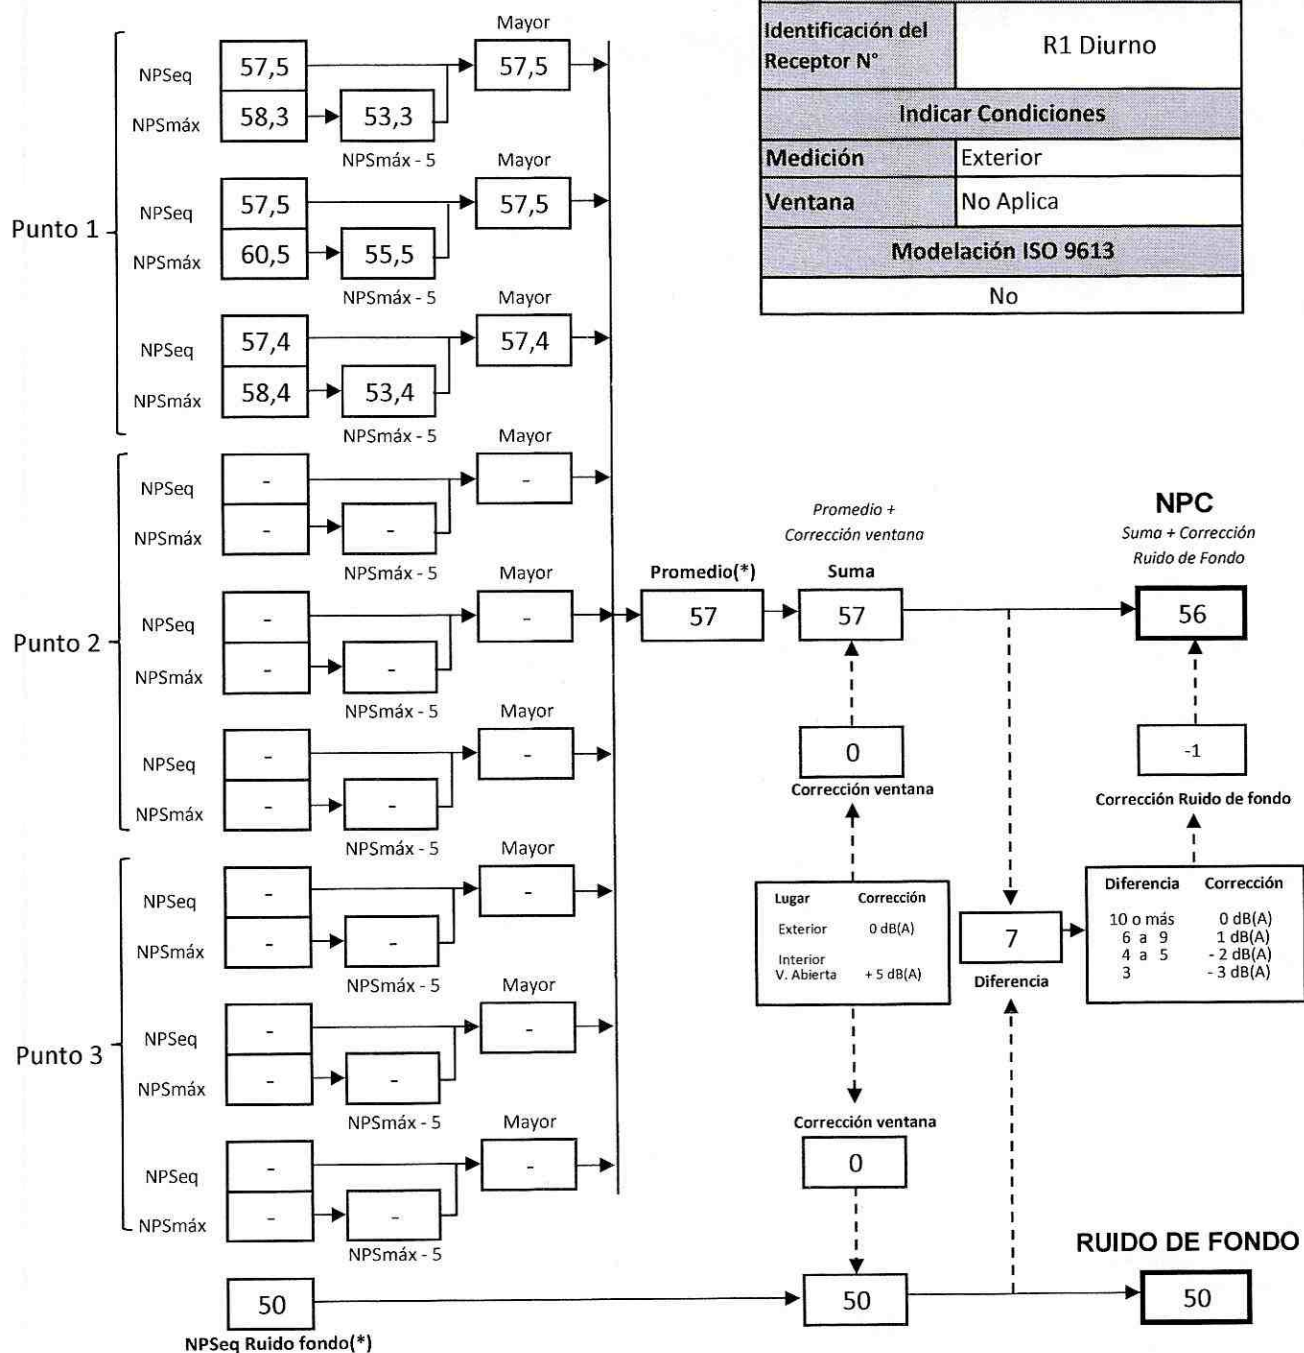 Identificación del Receptor N°
R1 Diurno
Indicar Condiciones
Medición
Exterior
Ventana
No Aplica
Modelación ISO 9613
No
Punto 1
Mayor
NPSeq
57,5
57,5
NPSmáx
58,3
53,3
NPSmáx - 5
Mayor
NPSeq
57,5
57,5
NPSmáx
60,5
55,5
NPSmáx - 5
Mayor
NPSeq
57,4
57,4
NPSmáx
58,4
53,4
NPSmáx - 5
Punto 2
Mayor
NPSeq
-
-
NPSmáx
-
-
NPSmáx - 5
Mayor
NPSeq
-
-
NPSmáx
-
-
NPSmáx - 5
Mayor
NPSeq
-
-
NPSmáx
-
-
NPSmáx - 5
Punto 3
Mayor
NPSeq
-
-
NPSmáx
-
-
NPSmáx - 5
Mayor
NPSeq
-
-
NPSmáx
-
-
NPSmáx - 5
Mayor
NPSeq
-
-
NPSmáx
-
-
NPSmáx - 5
Promedio(*)
57
Promedio +
Corrección ventana
Suma
57
NPC
Suma + Corrección
Ruido de Fondo
56
0
Corrección ventana
-1
Corrección Ruido de fondo
Lugar Corrección
Exterior 0 dB(A)
Interior
V. Abierta + 5 dB(A)
7
Diferencia
Diferencia Corrección
10 o más 0 dB(A)
6 a 9 1 dB(A)
4 a 5 - 2 dB(A)
3 - 3 dB(A)
Corrección ventana
0
50
NPSeq Ruido fondo(*)
50
RUIDO DE FONDO
50